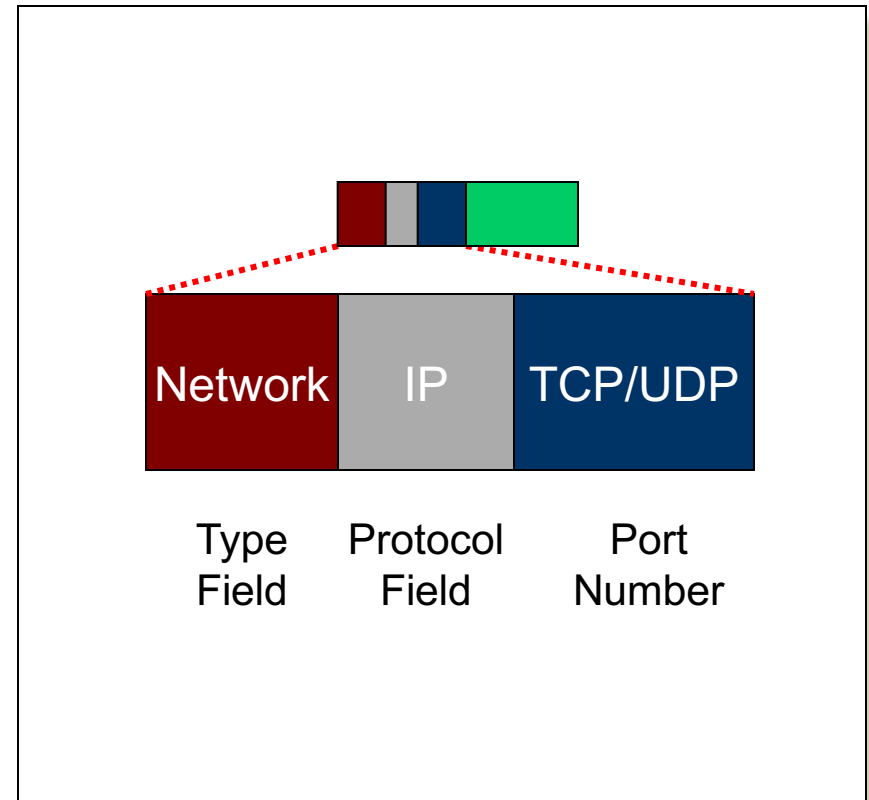 Network IP TCP/UDP
Type Protocol Port
Field Field Number